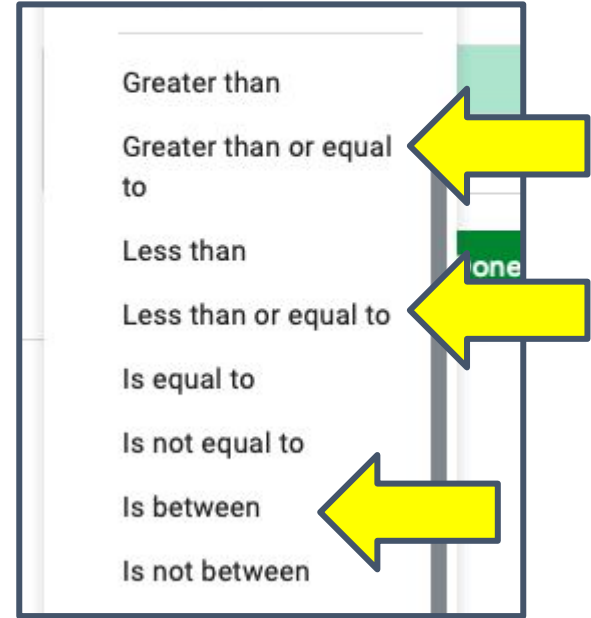 Greater than
Greater than or equal
to
Less than
one
Less than or equal to
Is equal to
Is not equal to
Is between
Is not between